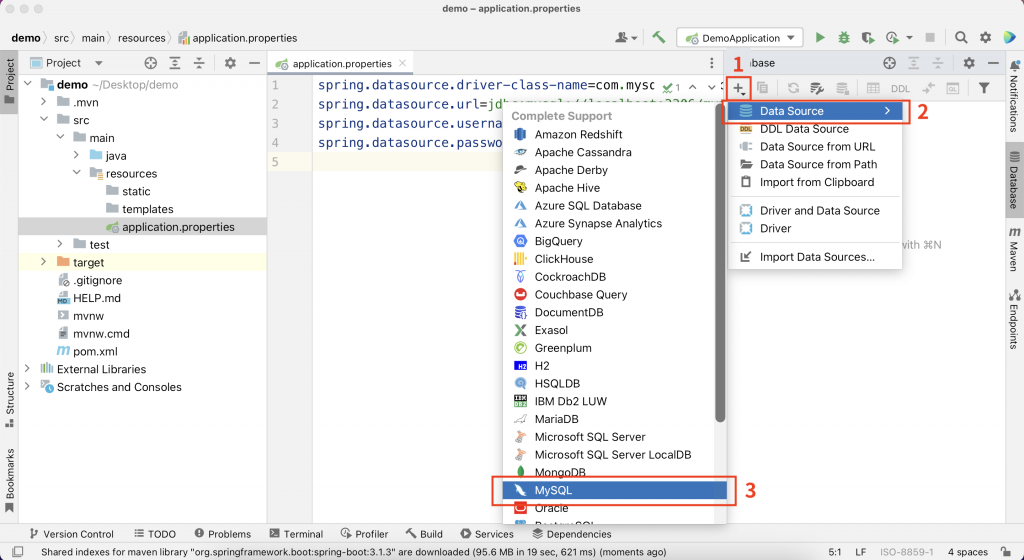 demo – application.properties
demo src main resources application.properties
DemoApplication
Project
application.properties
1
base
DDL
1 spring.datasource.driver-class-name=com.mysc 1
2 spring.datasource.url=
3 spring.datasource.userna
4 spring.datasource.passwo
5
demo ~/Desktop/demo
.mvn
src
main
java
resources
static
templates
application.properties
test
target
.gitignore
HELP.md
mvnw
mvnw.cmd
pom.xml
External Libraries
Scratches and Consoles
Complete Support
Amazon Redshift
Apache Cassandra
Apache Derby
Apache Hive
Azure SQL Database
Azure Synapse Analytics
BigQuery
ClickHouse
CockroachDB
Couchbase Query
DocumentDB
Exasol
Greenplum
H2
HSQLDB
IBM Db2 LUW
MariaDB
Microsoft SQL Server
Microsoft SQL Server LocalDB
MongoDB
MySQL
3
Oracle
Data Source
2
DDL Data Source
Data Source from URL
Data Source from Path
Import from Clipboard
Driver and Data Source
Driver
with ⌘N
Import Data Sources...
Project
Structure
Bookmarks
Notifications
Database
Maven
Endpoints
Version Control TODO Problems Terminal Profiler Build Services Dependencies
Shared indexes for maven library "org.springframework.boot:spring-boot:3.1.3" are downloaded (95.6 MB in 19 sec, 621 ms) (moments ago) 5:1 LF ISO-8859-1 4 spaces